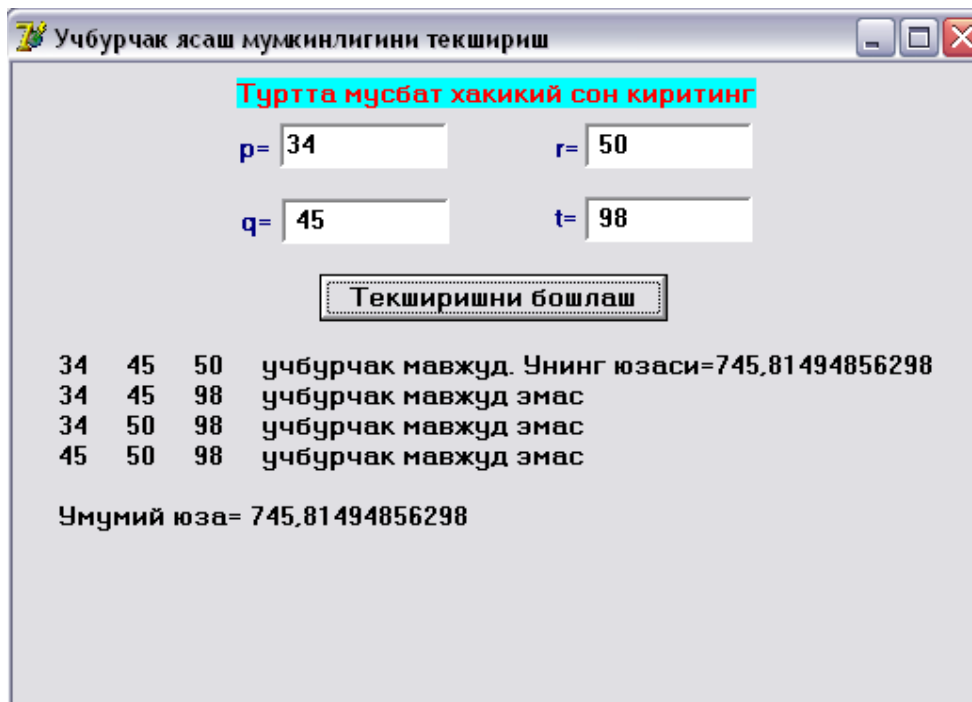 Учбурчак ясаш мумкинлигини текшириш
Туртта мусбат хакикий сон киритинг
p= 34 r= 50
q= 45 t= 98
Текширишни бошлаш
34 45 50 учбурчак мавжуд. Унинг юзаси=745,81494856298
34 45 98 учбурчак мавжуд эмас
34 50 98 учбурчак мавжуд эмас
45 50 98 учбурчак мавжуд эмас
Умумий юза= 745,81494856298